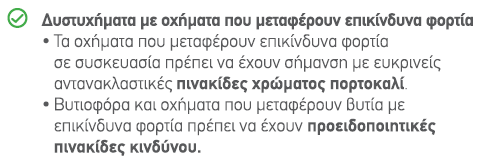 Δυστυχήματα με οχήματα που μεταφέρουν επικίνδυνα φορτία
• Τα οχήματα που μεταφέρουν επικίνδυνα φορτία
σε συσκευασία πρέπει να έχουν σήμανση με ευκρινείς
αντανακλαστικές πινακίδες χρώματος πορτοκαλί.
• Βυτιοφόρα και οχήματα που μεταφέρουν βυτία με
επικίνδυνα φορτία πρέπει να έχουν προειδοποιητικές
πινακίδες κινδύνου.